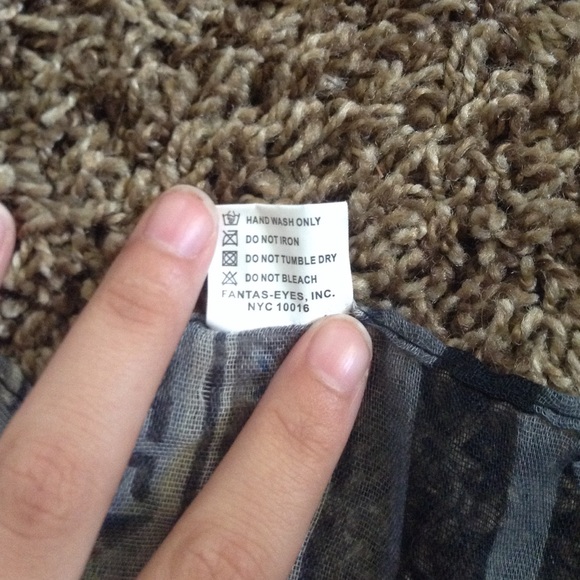 HAND WASH ONLY
DO NOT IRON
DO NOT TUMBLE DRY
DO NOT BLEACH
FANTAS-EYES, INC.
NYC 10016